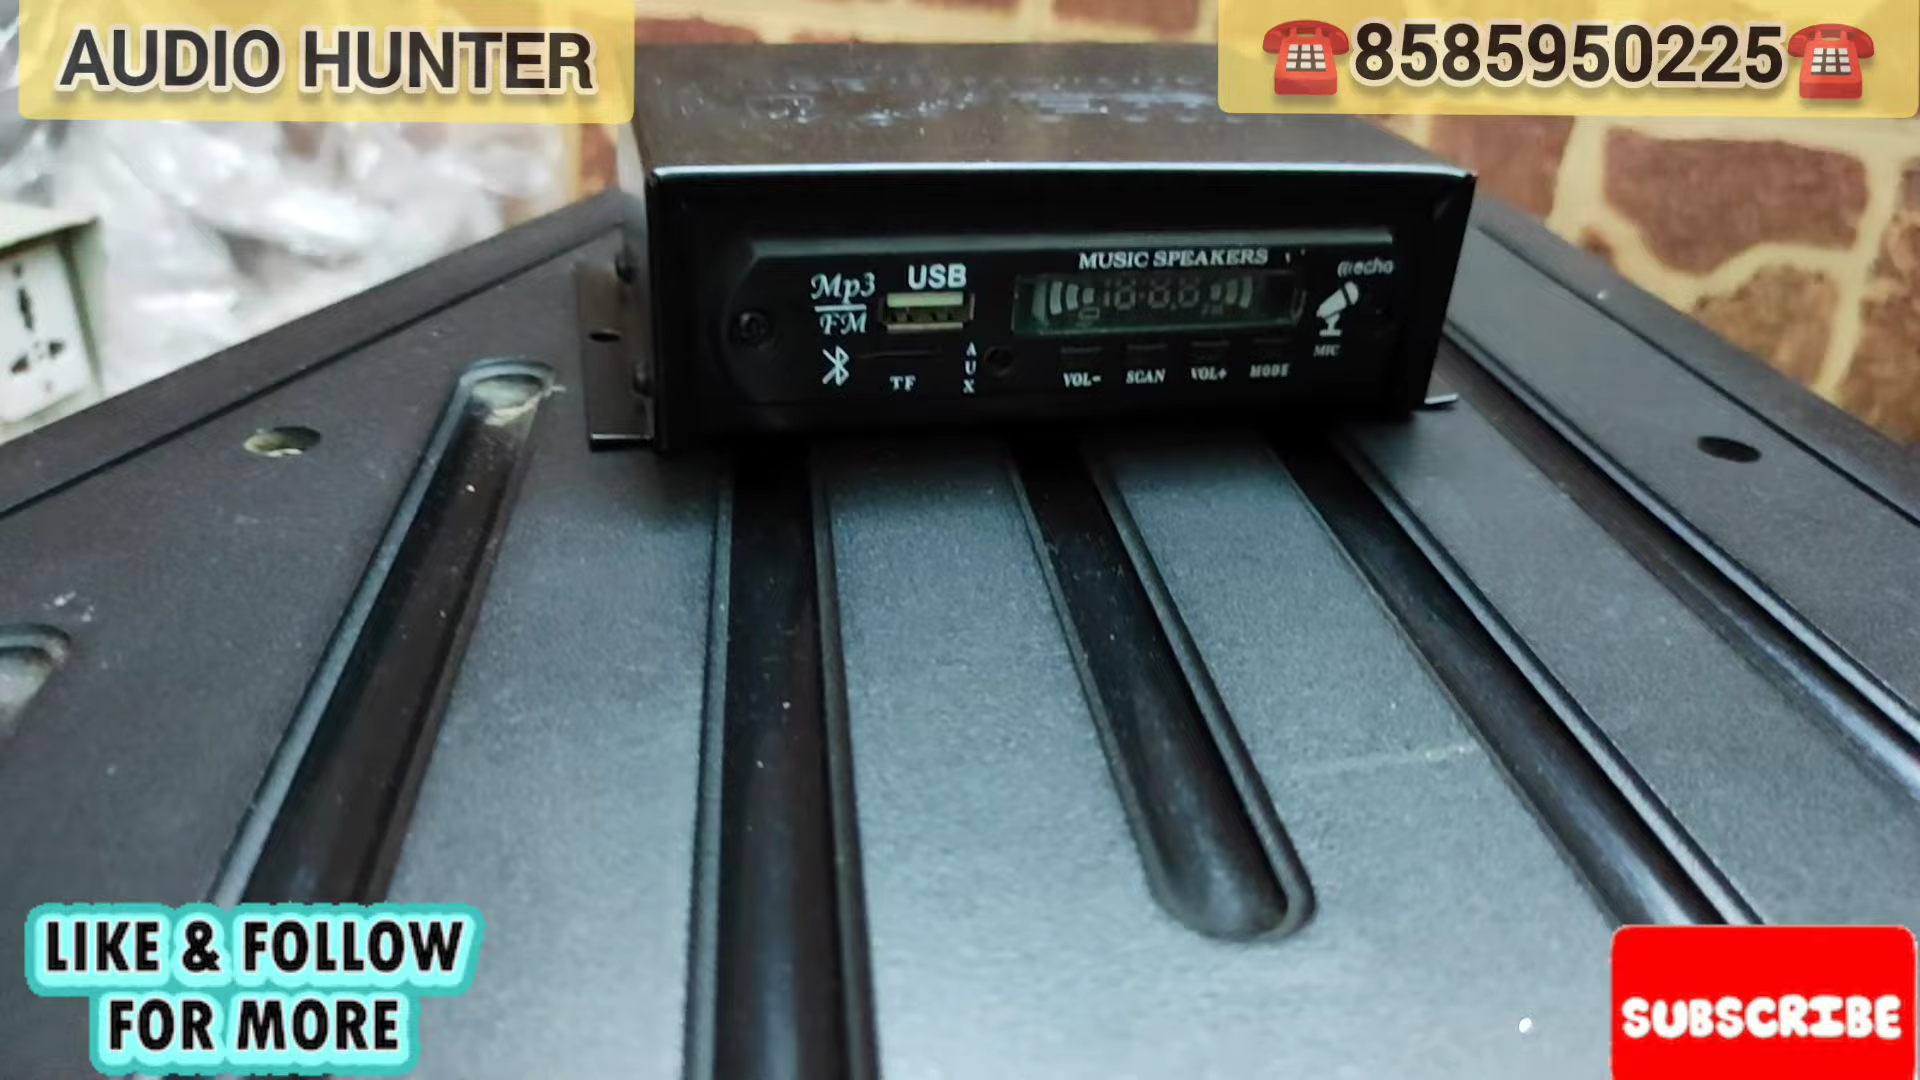 AUDIO HUNTER
☎️8585950225☎️
MUSIC SPEAKERS
echo
Mp3
FM
USB
AUX
TF
VOL-
SCAN
VOL+
MODE
MIC
LIKE & FOLLOW
FOR MORE
SUBSCRIBE